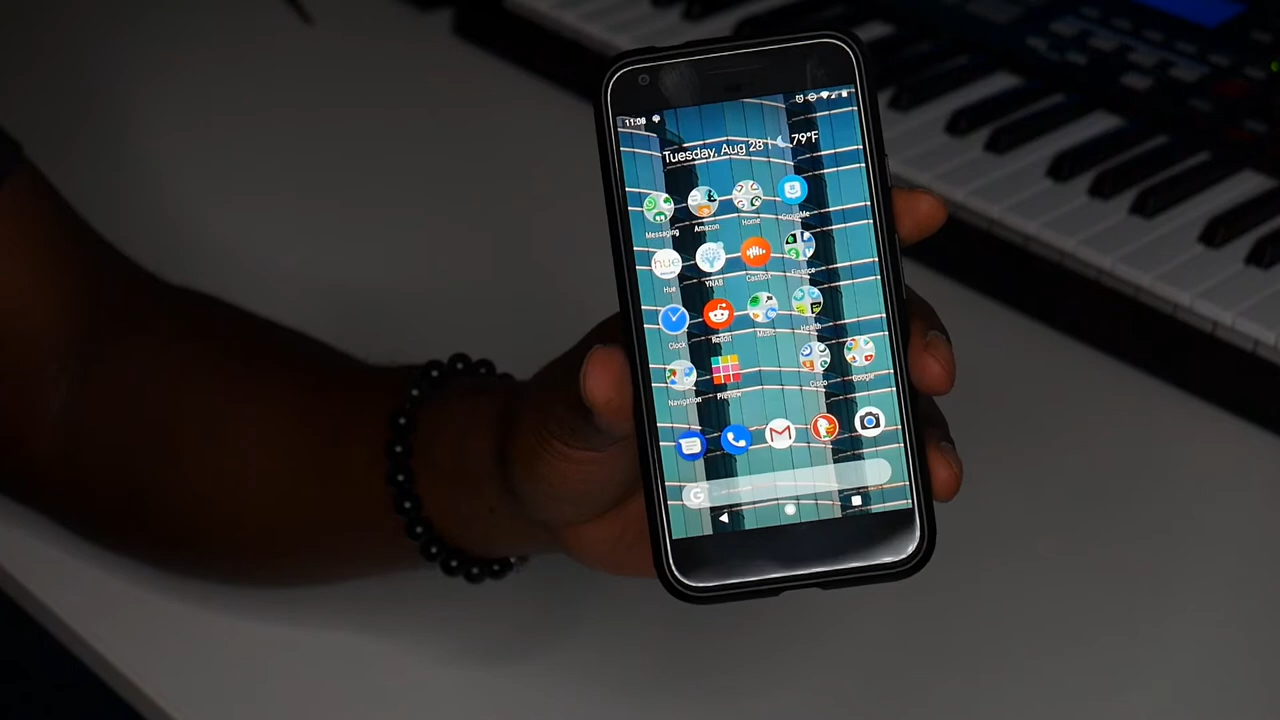 11:08
Tuesday, Aug 28 | 79°F
Messaging Amazon Home GroupMe
hue
Hue YNAB Castbox Finance
Clock Reddit Music Health
Navigation Preview Cisco Google
G